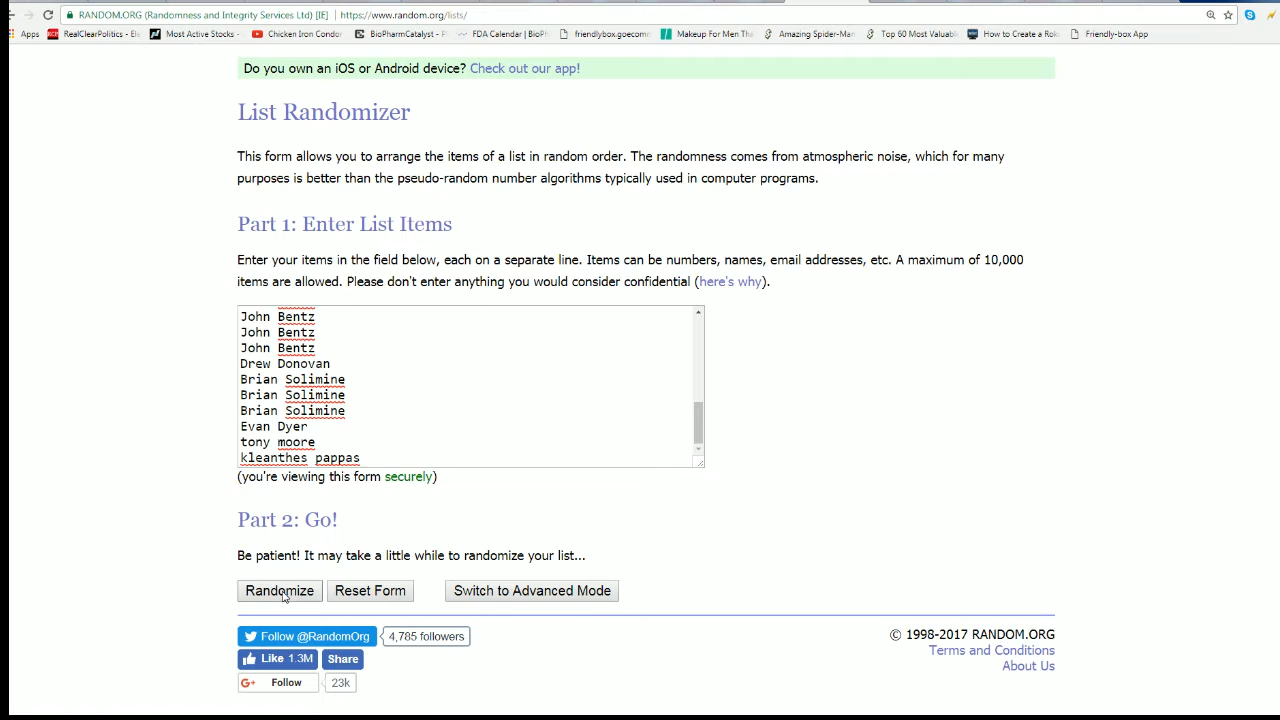 RANDOM.ORG (Randomness and Integrity Services Ltd) [IE] | https://www.random.org/lists/
Apps RealClearPolitics - Ele Most Active Stocks - Chicken Iron Condor BioPharmCatalyst - F FDA Calendar | BioPh friendlybox.goecomm Makeup For Men Tha Amazing Spider-Man Top 60 Most Valuabl How to Create a Rok Friendly-box App
Do you own an iOS or Android device? Check out our app!
List Randomizer
This form allows you to arrange the items of a list in random order. The randomness comes from atmospheric noise, which for many
purposes is better than the pseudo-random number algorithms typically used in computer programs.
Part 1: Enter List Items
Enter your items in the field below, each on a separate line. Items can be numbers, names, email addresses, etc. A maximum of 10,000
items are allowed. Please don't enter anything you would consider confidential (here's why).
John Bentz
John Bentz
John Bentz
Drew Donovan
Brian Solimine
Brian Solimine
Brian Solimine
Evan Dyer
tony moore
kleanthes pappas
(you're viewing this form securely)
Part 2: Go!
Be patient! It may take a little while to randomize your list...
Randomize Reset Form Switch to Advanced Mode
Follow @RandomOrg 4,785 followers
Like 1.3M Share
G+ Follow 23k
© 1998-2017 RANDOM.ORG
Terms and Conditions
About Us